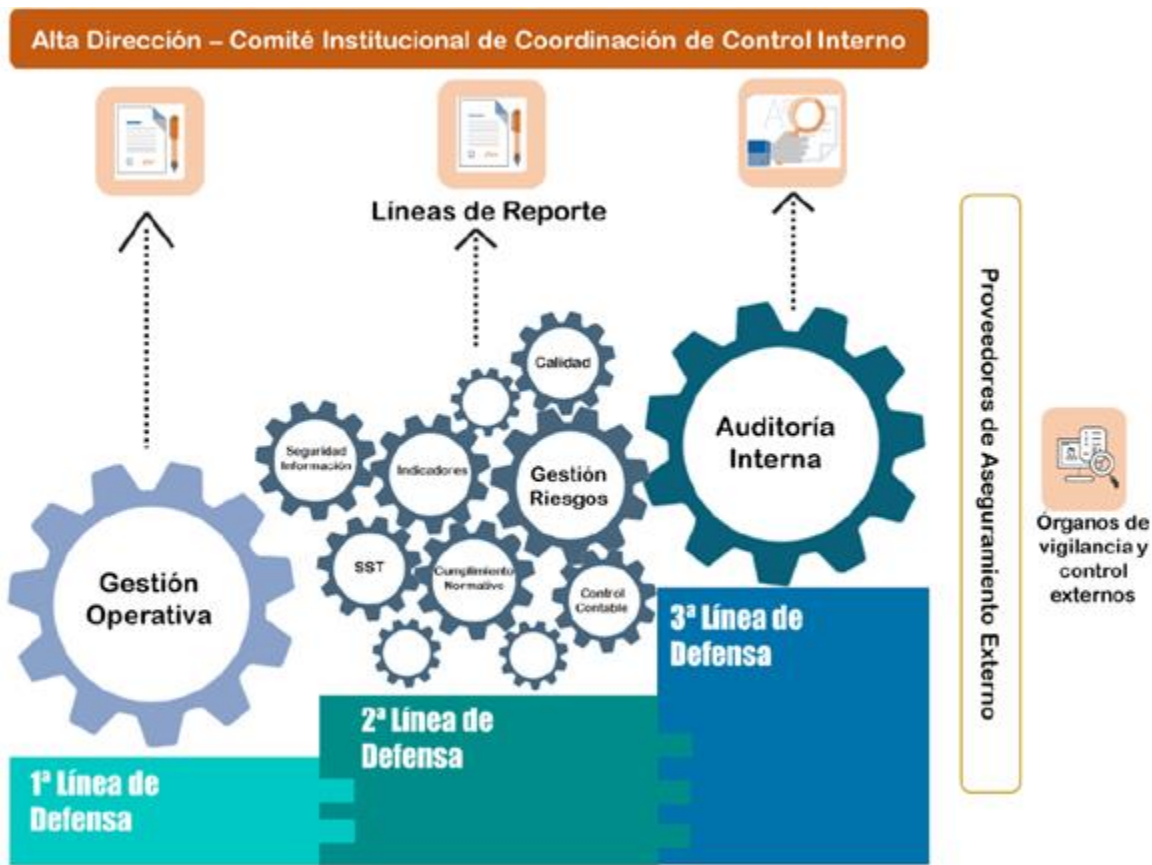 Alta Dirección – Comité Institucional de Coordinación de Control Interno
Líneas de Reporte
Calidad
Seguridad
Información
Indicadores
Gestión
Riesgos
Auditoría
Interna
SST
Cumplimiento
Normativo
Control
Contable
Gestión
Operativa
1ª Línea de
Defensa
2ª Línea de
Defensa
3ª Línea de
Defensa
Proveedores de Aseguramiento Externo
Órganos de
vigilancia y
control
externos